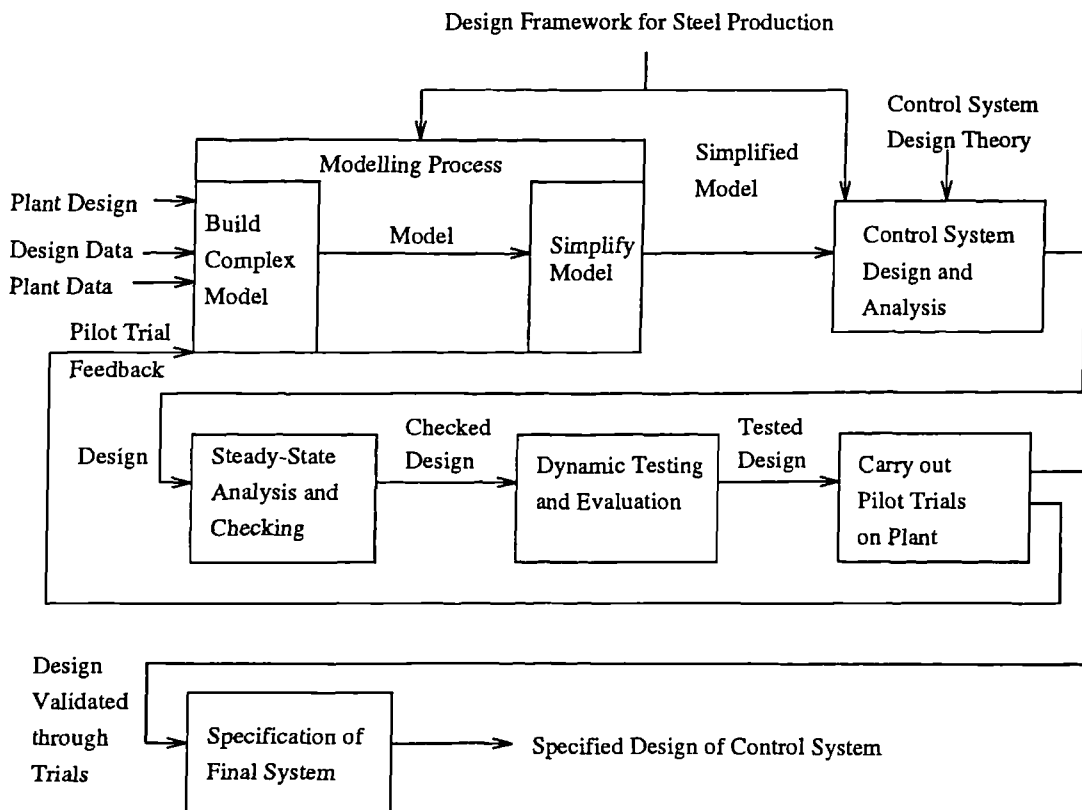 Design Framework for Steel Production
Control System
Design Theory
Modelling Process
Simplified
Model
Plant Design
Design Data
Plant Data
Build
Complex
Model
Model
Simplify
Model
Control System
Design and
Analysis
Pilot Trial
Feedback
Design
Steady-State
Analysis and
Checking
Checked
Design
Dynamic Testing
and Evaluation
Tested
Design
Carry out
Pilot Trials
on Plant
Design
Validated
through
Trials
Specification of
Final System
Specified Design of Control System